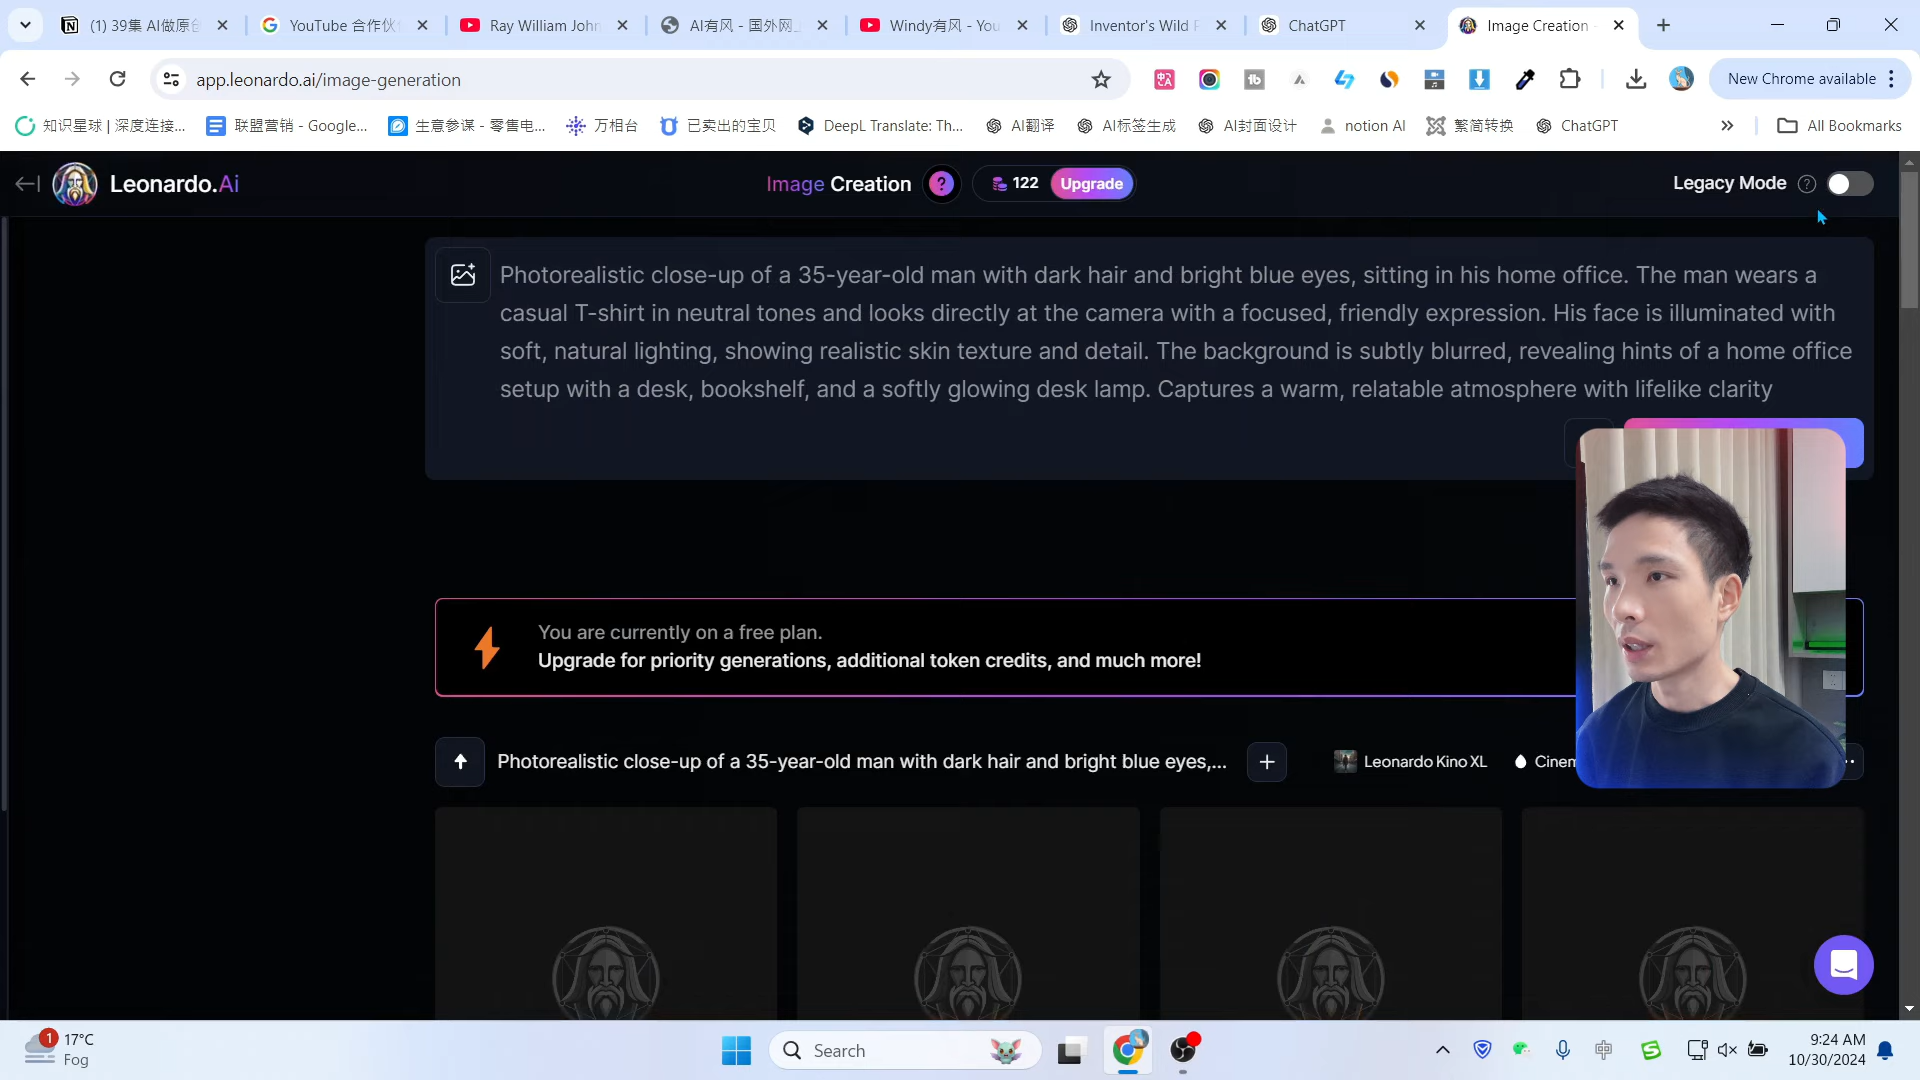 (1) 39集 AI做原创
YouTube 合作伙
Ray William John
AI有风 - 国外网
Windy有风 - You
Inventor's Wild
ChatGPT
Image Creation -
app.leonardo.ai/image-generation
New Chrome available
知识星球 | 深度连接...
联盟营销 - Google...
生意参谋 - 零售电...
万相台
已卖出的宝贝
DeepL Translate: Th...
AI翻译
AI标签生成
AI封面设计
notion AI
繁简转换
ChatGPT
All Bookmarks
Leonardo.Ai
Image Creation
?
122
Upgrade
Legacy Mode
?
Photorealistic close-up of a 35-year-old man with dark hair and bright blue eyes, sitting in his home office. The man wears a
casual T-shirt in neutral tones and looks directly at the camera with a focused, friendly expression. His face is illuminated with
soft, natural lighting, showing realistic skin texture and detail. The background is subtly blurred, revealing hints of a home office
setup with a desk, bookshelf, and a softly glowing desk lamp. Captures a warm, relatable atmosphere with lifelike clarity
You are currently on a free plan.
Upgrade for priority generations, additional token credits, and much more!
Photorealistic close-up of a 35-year-old man with dark hair and bright blue eyes,...
Leonardo Kino XL
Cinem
1
17°C
Fog
Search
中
9:24 AM
10/30/2024